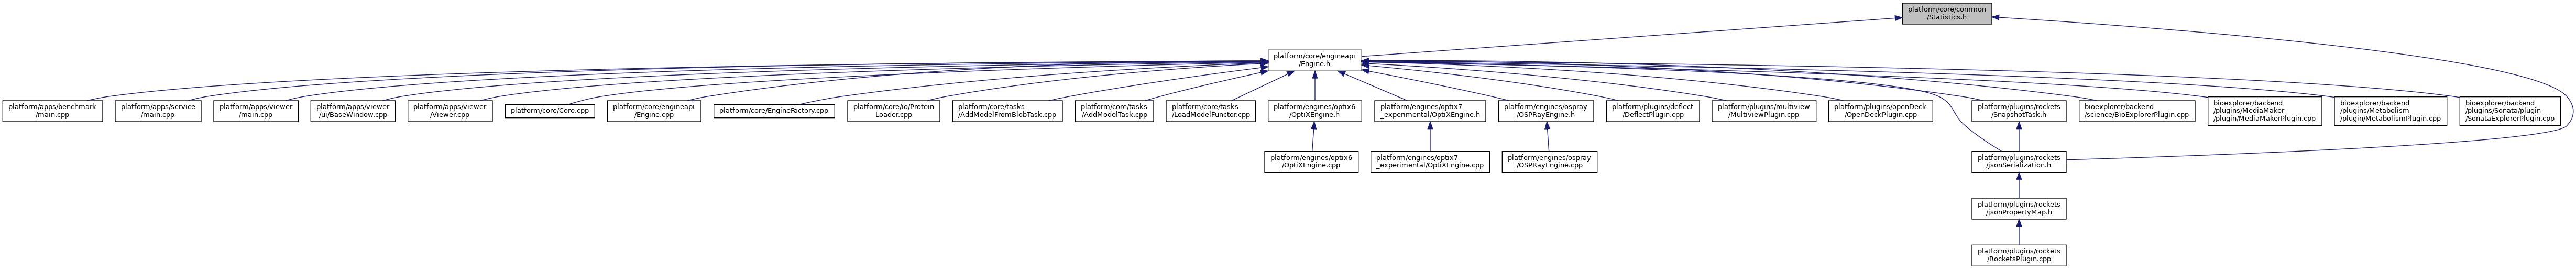 platform/core/common
/Statistics.h
platform/core/engineapi
/Engine.h
platform/apps/benchmark
/main.cpp
platform/apps/service
/main.cpp
platform/apps/viewer
/main.cpp
platform/apps/viewer
/ui/BaseWindow.cpp
platform/apps/viewer
/Viewer.cpp
platform/core/Core.cpp
platform/core/engineapi
/Engine.cpp
platform/core/EngineFactory.cpp
platform/core/io/Protein
Loader.cpp
platform/core/tasks
/AddModelFromBlobTask.cpp
platform/core/tasks
/AddModelTask.cpp
platform/core/tasks
/LoadModelFunctor.cpp
platform/engines/optix6
/OptiXEngine.h
platform/engines/optix7
_experimental/OptiXEngine.h
platform/engines/ospray
/OSPRayEngine.h
platform/plugins/deflect
/DeflectPlugin.cpp
platform/plugins/multiview
/MultiviewPlugin.cpp
platform/plugins/openDeck
/OpenDeckPlugin.cpp
platform/plugins/rockets
/SnapshotTask.h
bioexplorer/backend
/science/BioExplorerPlugin.cpp
bioexplorer/backend
/plugins/MediaMaker
/plugin/MediaMakerPlugin.cpp
bioexplorer/backend
/plugins/Metabolism
/plugin/MetabolismPlugin.cpp
bioexplorer/backend
/plugins/Sonata/plugin
/SonataExplorerPlugin.cpp
platform/engines/optix6
/OptiXEngine.cpp
platform/engines/optix7
_experimental/OptiXEngine.cpp
platform/engines/ospray
/OSPRayEngine.cpp
platform/plugins/rockets
/jsonSerialization.h
platform/plugins/rockets
/jsonPropertyMap.h
platform/plugins/rockets
/RocketsPlugin.cpp